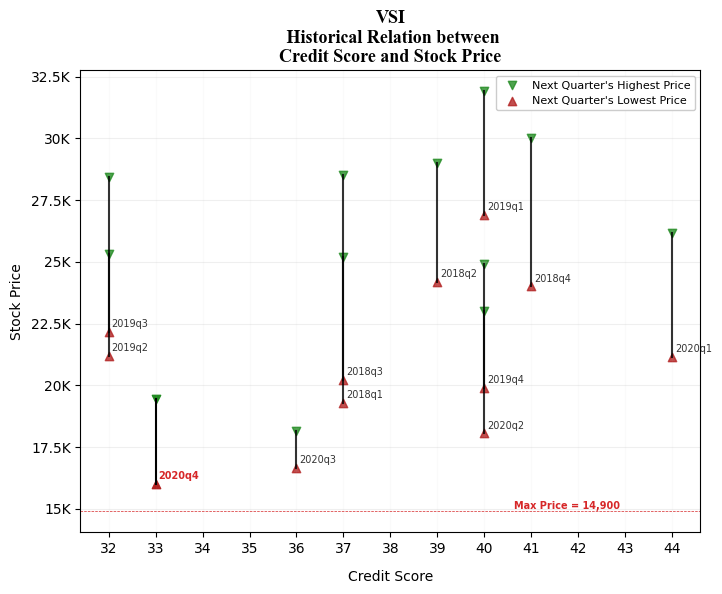 VSI
Historical Relation between
Credit Score and Stock Price
Next Quarter's Highest Price
Next Quarter's Lowest Price
32.5K
30K
27.5K
25K
22.5K
20K
17.5K
15K
Stock Price
2019q1
2018q2
2018q4
2019q3
2019q2
2020q1
2018q3
2018q1
2019q4
2020q2
2020q3
2020q4
Max Price = 14,900
32 33 34 35 36 37 38 39 40 41 42 43 44
Credit Score